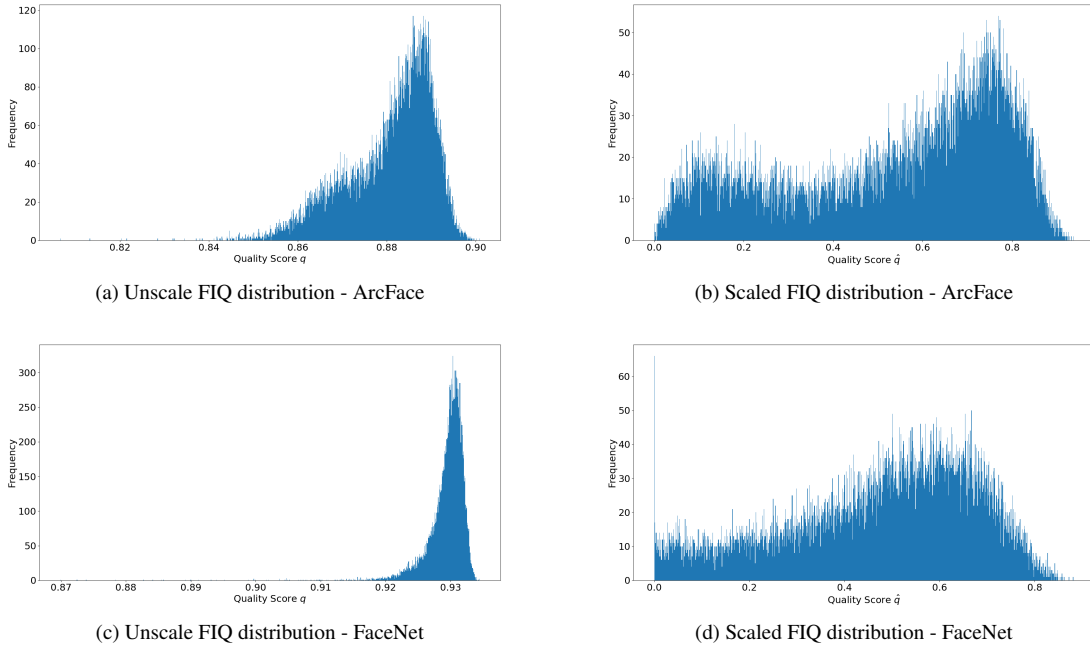 120
100
80
60
40
20
0
Frequency
0.82 0.84 0.86 0.88 0.90
Quality Score q
(a) Unscale FIQ distribution - ArcFace
50
40
30
20
10
0
Frequency
0.0 0.2 0.4 0.6 0.8
Quality Score q̂
(b) Scaled FIQ distribution - ArcFace
300
250
200
150
100
50
0
Frequency
0.87 0.88 0.89 0.90 0.91 0.92 0.93
Quality Score q
(c) Unscale FIQ distribution - FaceNet
60
50
40
30
20
10
0
Frequency
0.0 0.2 0.4 0.6 0.8
Quality Score q̂
(d) Scaled FIQ distribution - FaceNet